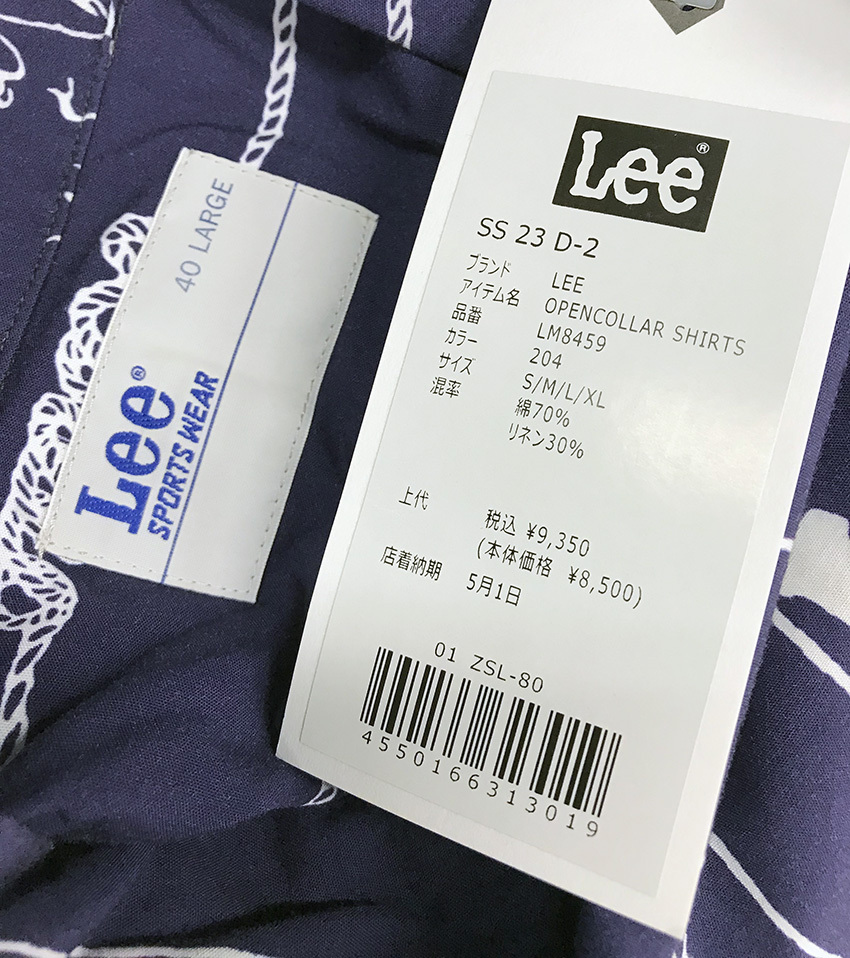 40 LARGE
Lee®
SPORTS WEAR
Lee®
SS 23 D-2
ブランド LEE
アイテム名 OPENCOLLAR SHIRTS
品番 LM8459
カラー 204
サイズ S/M/L/XL
混率 綿70%
リネン30%
上代 税込 ¥9,350
(本体価格 ¥8,500)
店着納期 5月1日
01 ZSL-80
4550166313019